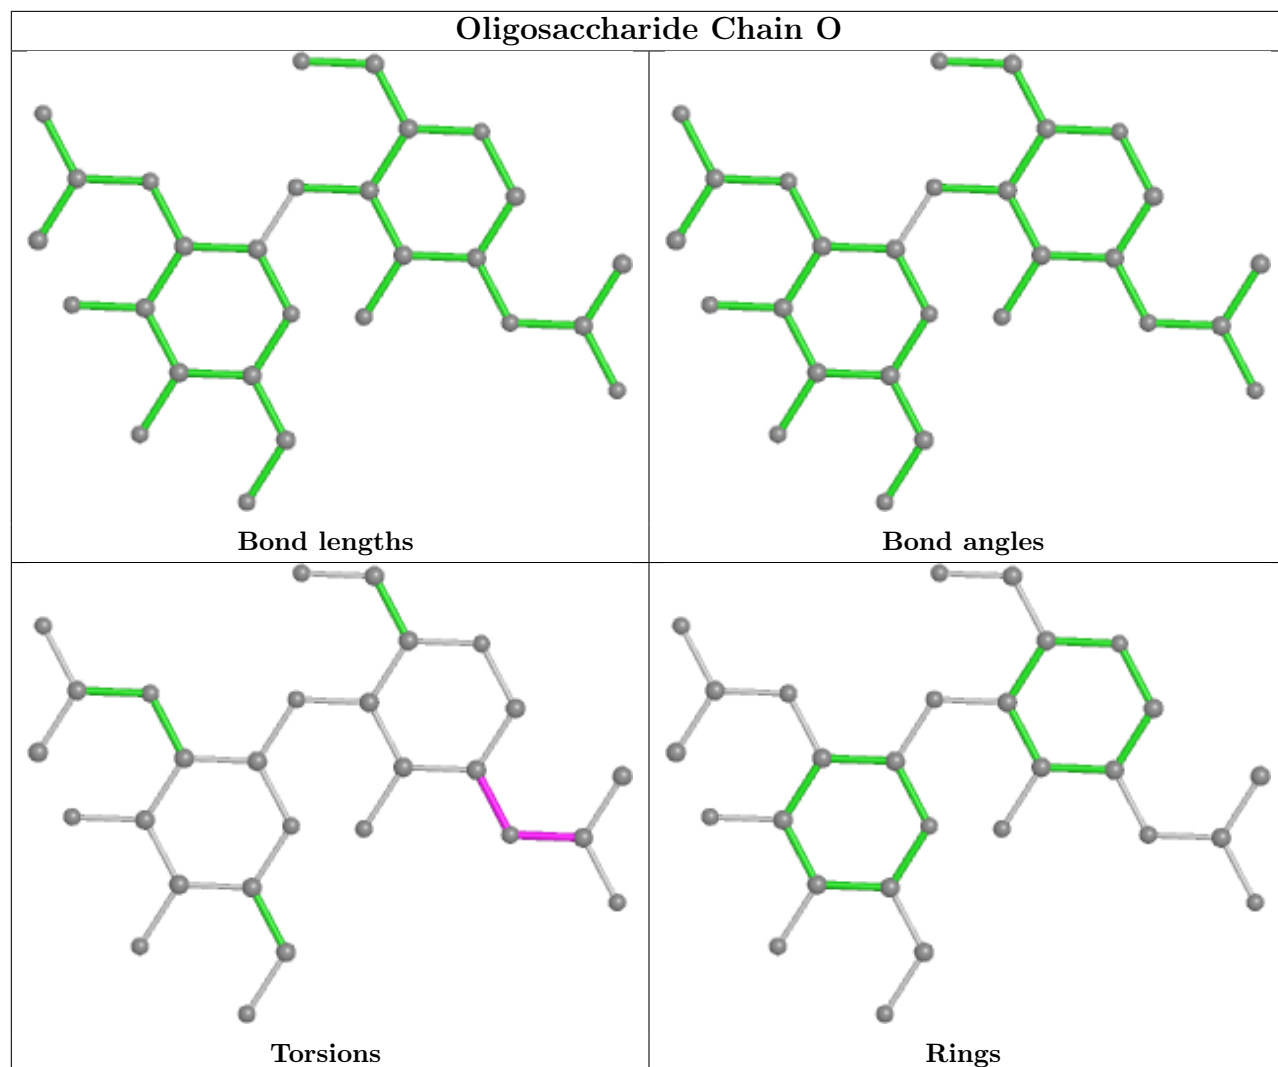 Oligosaccharide Chain O
Bond lengths
Bond angles
Torsions
Rings